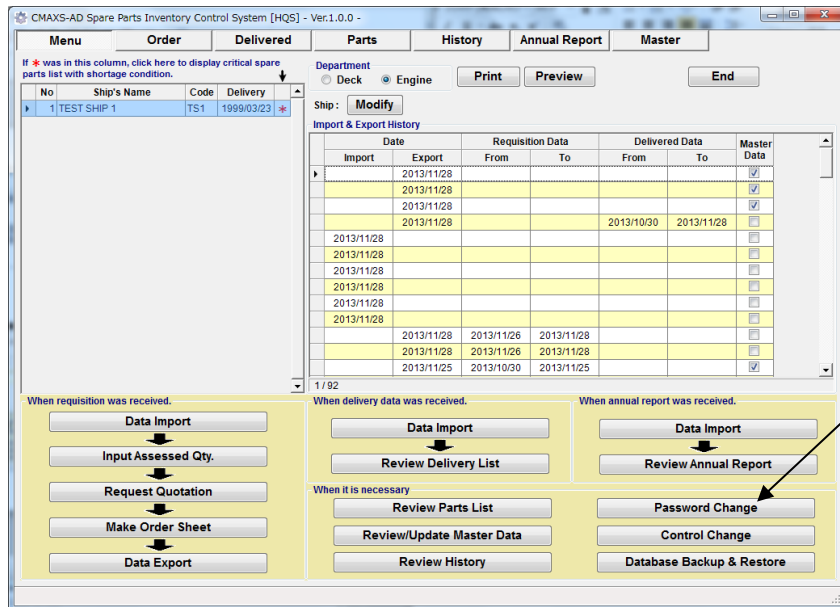 CMAXS-AD Spare Parts Inventory Control System [HQS] - Ver.1.0.0 -
Menu Order Delivered Parts History Annual Report Master
If * was in this column, click here to display critical spare
parts list with shortage condition.
No Ship's Name Code Delivery
1 TEST SHIP 1 TS1 1999/03/23 *
Department
Deck Engine Print Preview End
Ship : Modify
Import & Export History
Date Requisition Data Delivered Data Master
Data
Import Export From To From To
2013/11/28
2013/11/28
2013/11/28
2013/11/28 2013/10/30 2013/11/28
2013/11/28
2013/11/28
2013/11/28
2013/11/28
2013/11/28
2013/11/28
2013/11/28 2013/11/26 2013/11/28
2013/11/28 2013/11/26 2013/11/28
2013/11/25 2013/10/30 2013/11/25
1 / 92
When requisition was received.
Data Import
Input Assessed Qty.
Request Quotation
Make Order Sheet
Data Export
When delivery data was received.
Data Import
Review Delivery List
When annual report was received.
Data Import
Review Annual Report
When it is necessary
Review Parts List Password Change
Review/Update Master Data Control Change
Review History Database Backup & Restore